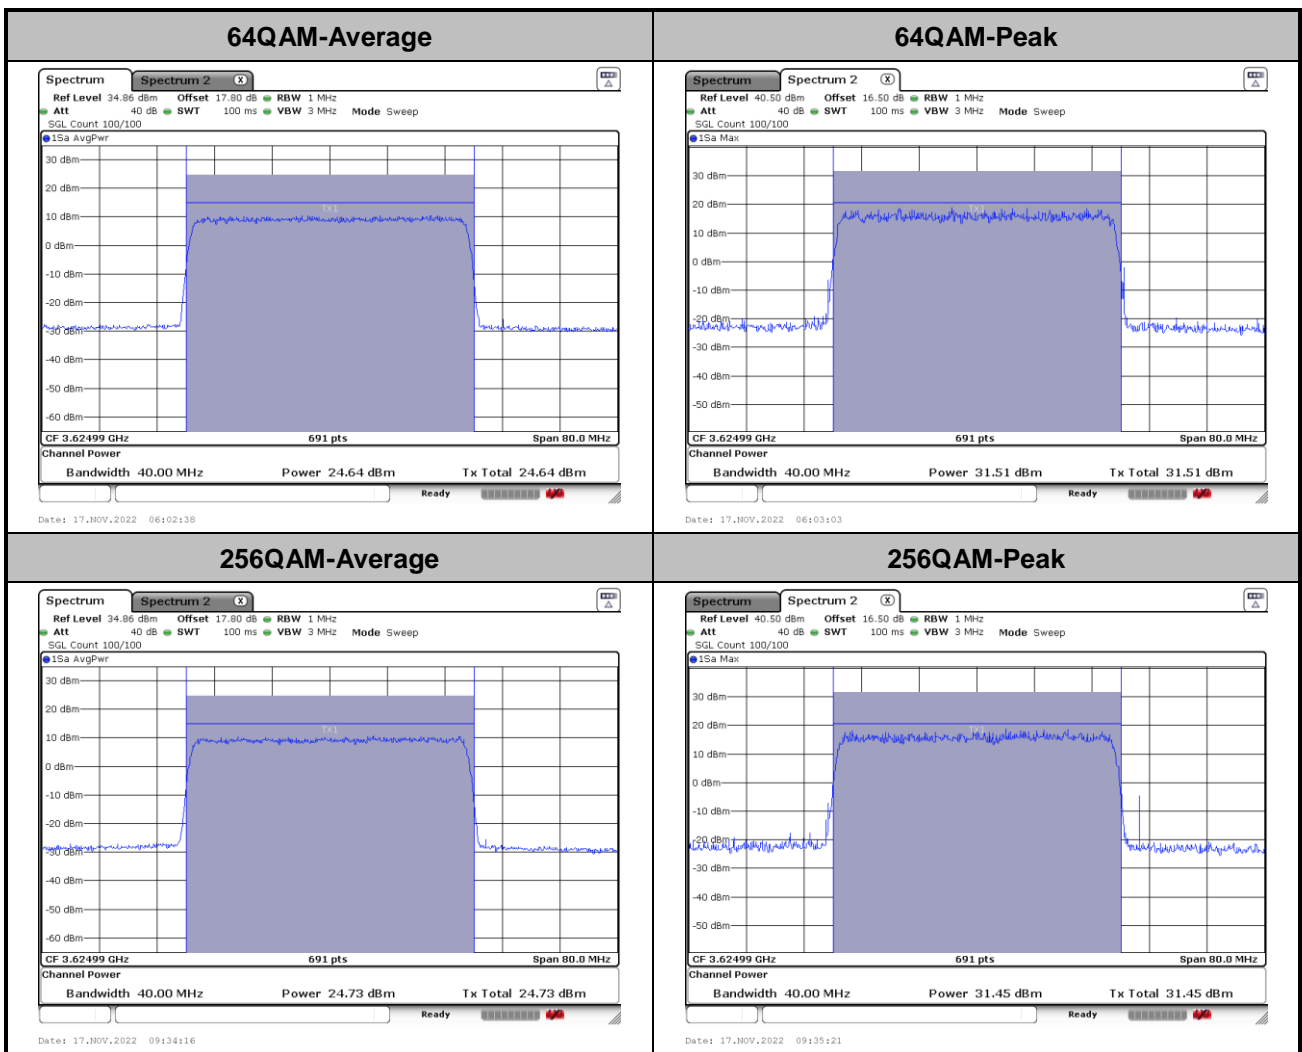 64QAM-Average
64QAM-Peak
Spectrum Spectrum 2 X
Ref Level 34.86 dBm Offset 17.80 dB RBW 1 MHz
Att 40 dB SWT 100 ms VBW 3 MHz Mode Sweep
SGL Count 100/100
1Sa AvgPwr
30 dBm
20 dBm
Tx1
10 dBm
0 dBm
-10 dBm
-20 dBm
-30 dBm
-40 dBm
-50 dBm
-60 dBm
CF 3.62499 GHz 691 pts Span 80.0 MHz
Channel Power
Bandwidth 40.00 MHz Power 24.64 dBm Tx Total 24.64 dBm
Ready
Date: 17.NOV.2022 06:02:38
Spectrum Spectrum 2 X
Ref Level 40.50 dBm Offset 16.50 dB RBW 1 MHz
Att 40 dB SWT 100 ms VBW 3 MHz Mode Sweep
SGL Count 100/100
1Sa Max
30 dBm
20 dBm
Tx1
10 dBm
0 dBm
-10 dBm
-20 dBm
-30 dBm
-40 dBm
-50 dBm
CF 3.62499 GHz 691 pts Span 80.0 MHz
Channel Power
Bandwidth 40.00 MHz Power 31.51 dBm Tx Total 31.51 dBm
Ready
Date: 17.NOV.2022 06:03:03
256QAM-Average
256QAM-Peak
Spectrum Spectrum 2 X
Ref Level 34.86 dBm Offset 17.80 dB RBW 1 MHz
Att 40 dB SWT 100 ms VBW 3 MHz Mode Sweep
SGL Count 100/100
1Sa AvgPwr
30 dBm
20 dBm
Tx1
10 dBm
0 dBm
-10 dBm
-20 dBm
-30 dBm
-40 dBm
-50 dBm
-60 dBm
CF 3.62499 GHz 691 pts Span 80.0 MHz
Channel Power
Bandwidth 40.00 MHz Power 24.73 dBm Tx Total 24.73 dBm
Ready
Date: 17.NOV.2022 09:34:16
Spectrum Spectrum 2 X
Ref Level 40.50 dBm Offset 16.50 dB RBW 1 MHz
Att 40 dB SWT 100 ms VBW 3 MHz Mode Sweep
SGL Count 100/100
1Sa Max
30 dBm
20 dBm
Tx1
10 dBm
0 dBm
-10 dBm
-20 dBm
-30 dBm
-40 dBm
-50 dBm
CF 3.62499 GHz 691 pts Span 80.0 MHz
Channel Power
Bandwidth 40.00 MHz Power 31.45 dBm Tx Total 31.45 dBm
Ready
Date: 17.NOV.2022 09:35:21